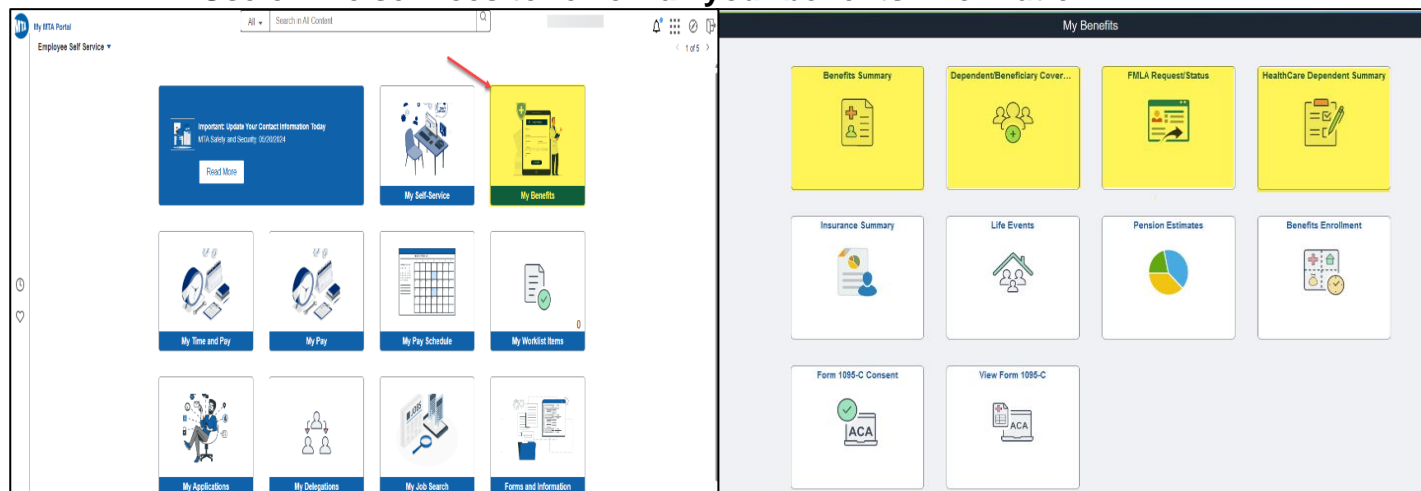 MTA
My MTA Portal
All
Search in All Content
Employee Self Service
1 of 5
Important: Update Your Contact Information Today
MTA Safety and Security, 05/20/2024
Read More
My Self-Service
My Benefits
My Time and Pay
My Pay
My Pay Schedule
0
My Worklist Items
JOBS
My Applications
My Delegations
My Job Search
Forms and Information
My Benefits
Benefits Summary
Dependent/Beneficiary Cover...
FMLA Request/Status
HealthCare Dependent Summary
Insurance Summary
Life Events
Pension Estimates
Benefits Enrollment
Form 1095-C Consent
ACA
View Form 1095-C
ACA